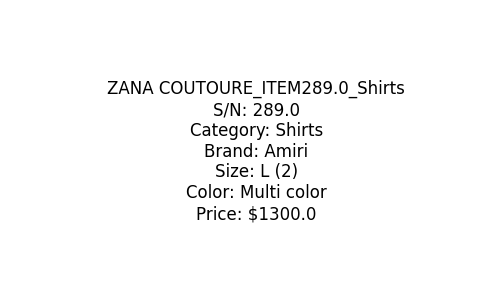 ZANA COUTOURE_ITEM289.0_Shirts
S/N: 289.0
Category: Shirts
Brand: Amiri
Size: L (2)
Color: Multi color
Price: $1300.0